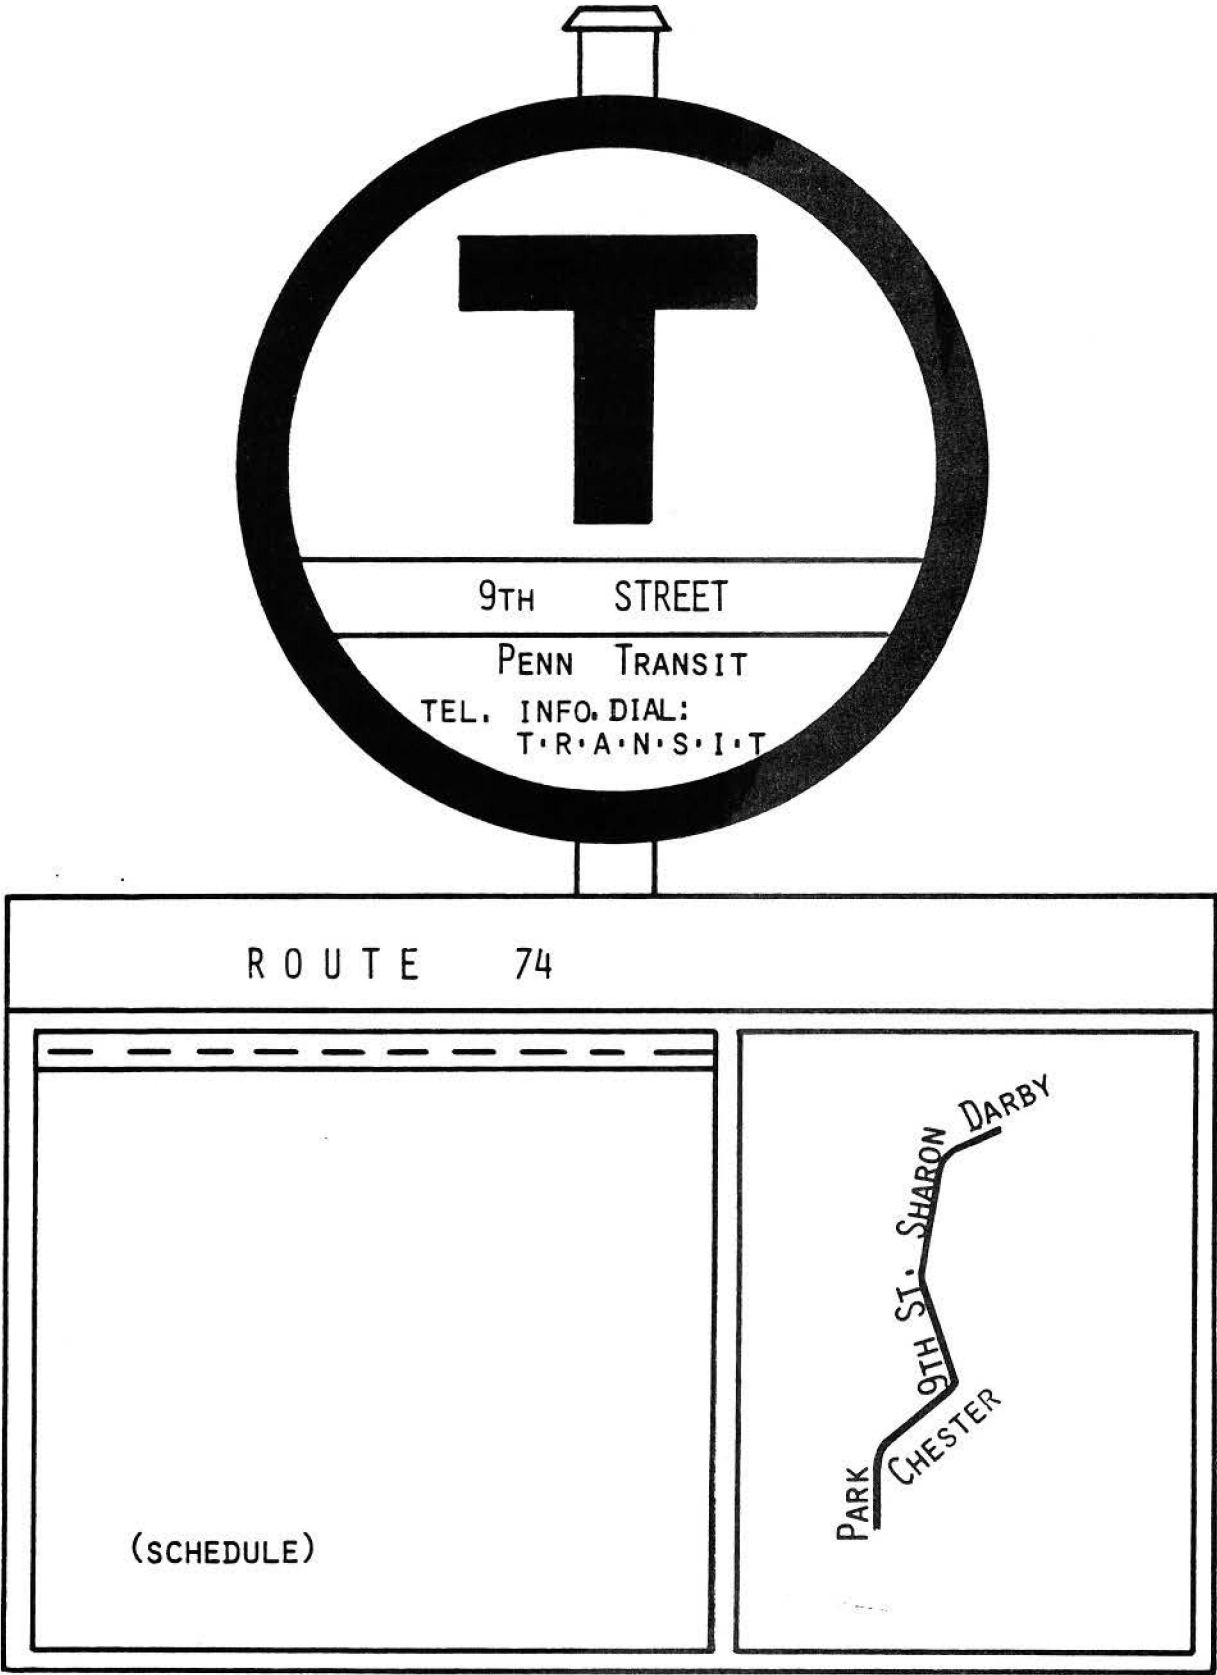 T
9TH STREET
PENN TRANSIT
TEL. INFO. DIAL:
T·R·A·N·S·I·T
ROUTE 74
(SCHEDULE)
DARBY
SHARON
9TH ST.
CHESTER
PARK